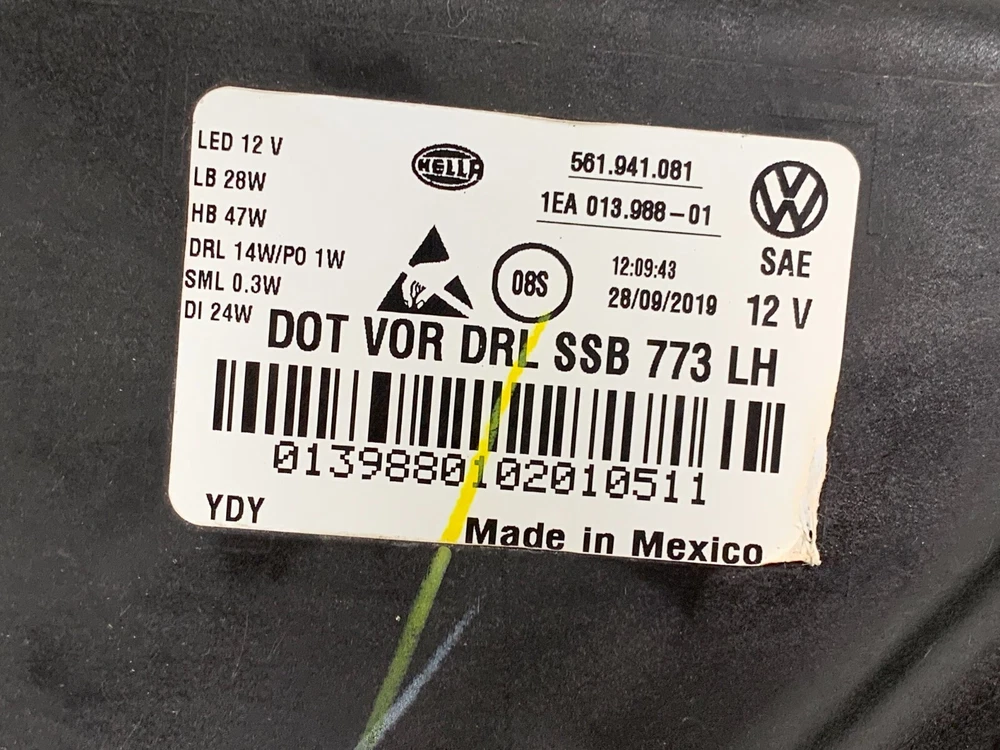 LED 12 V
LB 28W
HB 47W
DRL 14W/PO 1W
SML 0.3W
DI 24W
HELLA
561.941.081
1EA 013.988-01
08S
12:09:43
28/09/2019
VW
SAE
12 V
DOT VOR DRL SSB 773 LH
0139880102010511
YDY
Made in Mexico